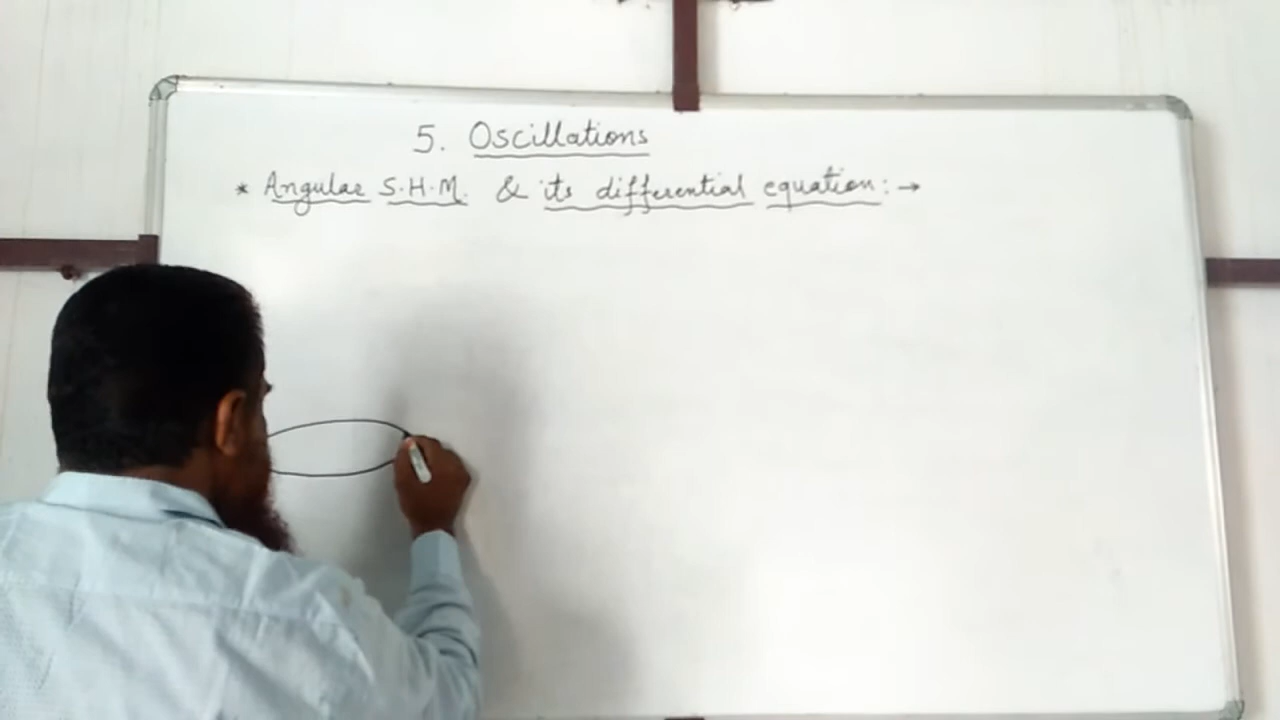 5. Oscillations
* Angular S.H.M. & its differential equation:→